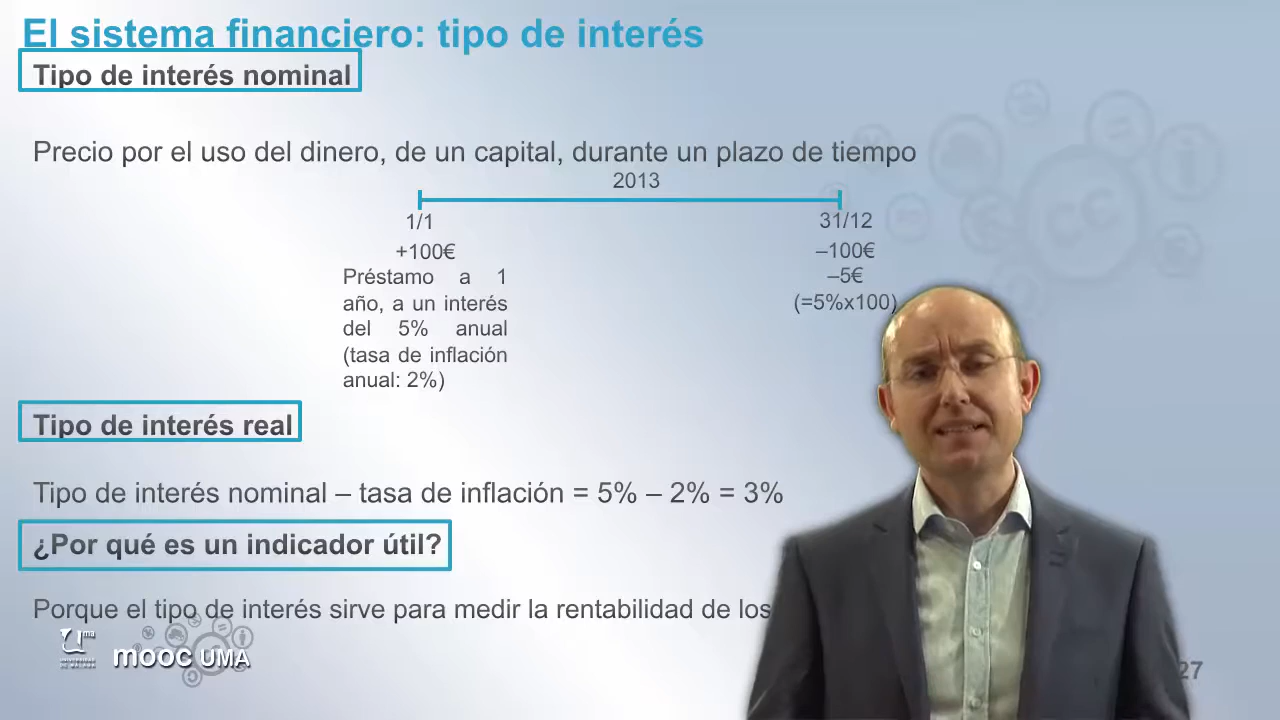 El sistema financiero: tipo de interés
Tipo de interés nominal
Precio por el uso del dinero, de un capital, durante un plazo de tiempo
2013
1/1
31/12
+100€
–100€
Préstamo a 1
año, a un interés
del 5% anual
(tasa de inflación
anual: 2%)
–5€
(=5%x100)
Tipo de interés real
Tipo de interés nominal – tasa de inflación = 5% – 2% = 3%
¿Por qué es un indicador útil?
Porque el tipo de interés sirve para medir la rentabilidad de los
uma
UNIVERSIDAD
DE MÁLAGA
mooc UMA
27